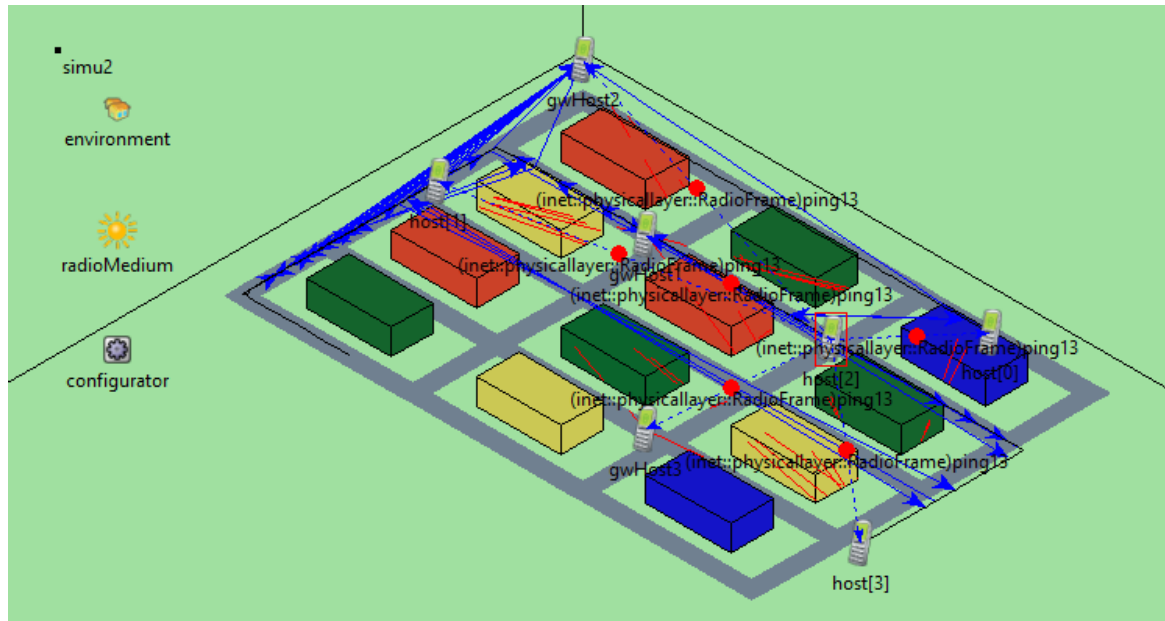 simu2
environment
radioMedium
configurator
gwHost2
host[1]
(inet::physicallayer::RadioFrame)ping13
(inet::physicallayer::RadioFrame)ping13
gwHost1
(inet::physicallayer::RadioFrame)ping13
(inet::physicallayer::RadioFrame)ping13
host[0]
host[2]
(inet::physicallayer::RadioFrame)ping13
gwHost3
(inet::physicallayer::RadioFrame)ping13
host[3]